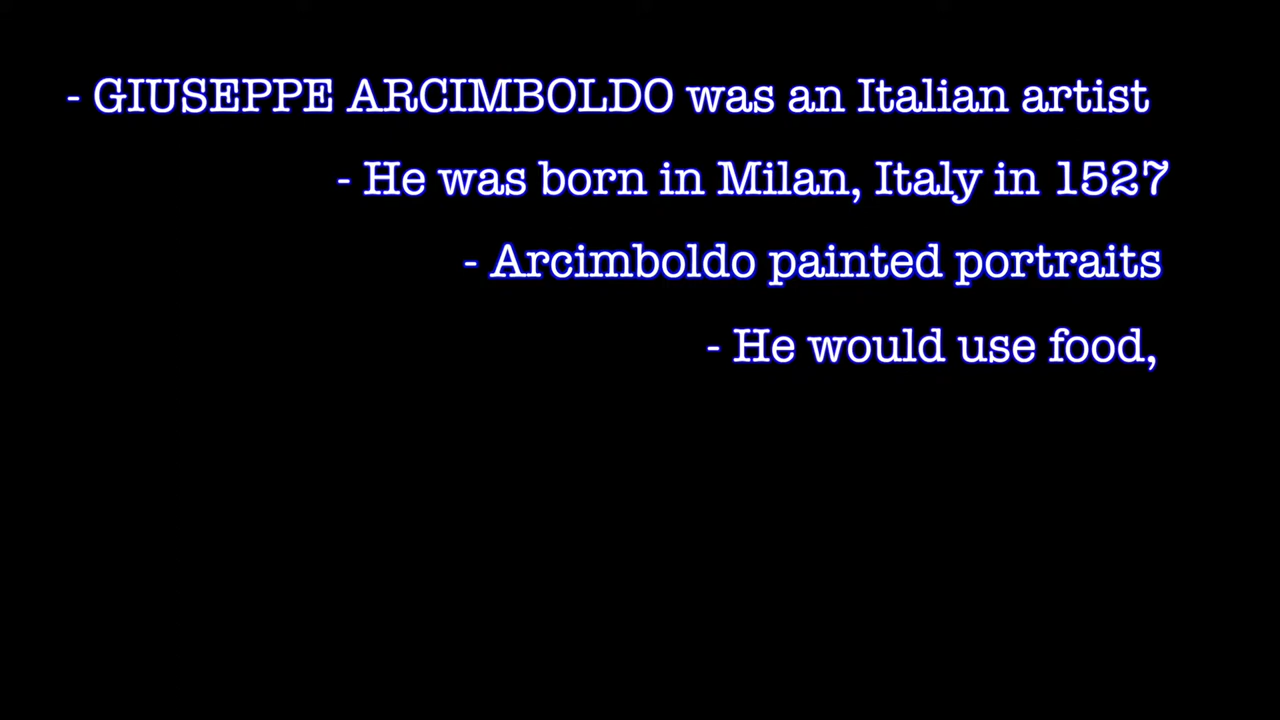 - GIUSEPPE ARCIMBOLDO was an Italian artist
- He was born in Milan, Italy in 1527
- Arcimboldo painted portraits
- He would use food,